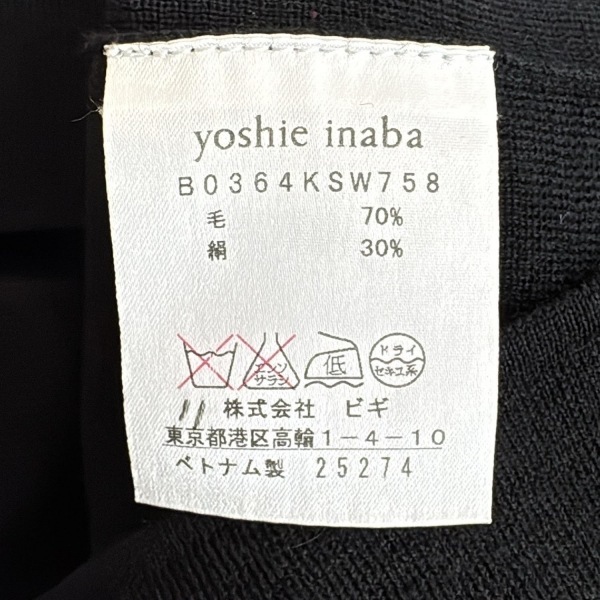 yoshie inaba
B0364KSW758
毛 70%
絹 30%
エンソ
サラシ
低
ドライ
セキユ系
11 株式会社 ビギ
東京都港区高輪1-4-10
ベトナム製 25274